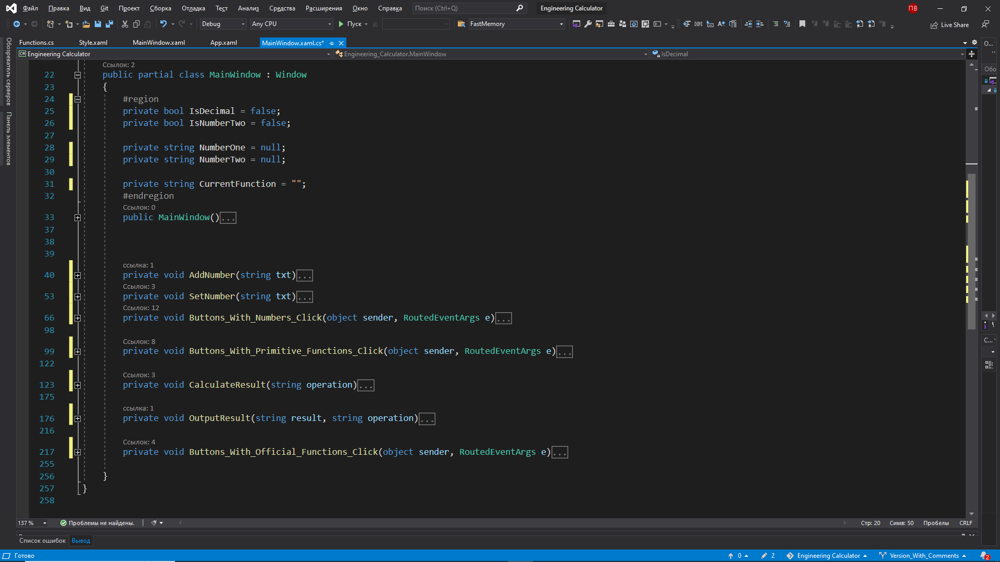 Файл Правка Вид Git Проект Сборка Отладка Тест Анализ Средства Расширения Окно Справка Поиск (Ctrl+Q) Engineering Calculator ПВ
Debug Any CPU Пуск FastMemory Live Share
Functions.cs Style.xaml MainWindow.xaml App.xaml MainWindow.xaml.cs*
Engineering Calculator Engineering_Calculator.MainWindow IsDecimal
Обозреватель серверов
Панель элементов
Ссылок: 2
22 public partial class MainWindow : Window
23 {
24 #region
25 private bool IsDecimal = false;
26 private bool IsNumberTwo = false;
27
28 private string NumberOne = null;
29 private string NumberTwo = null;
30
31 private string CurrentFunction = "";
32 #endregion
Ссылок: 0
33 public MainWindow()...
37
38
39
ссылка: 1
40 private void AddNumber(string txt)...
Ссылок: 3
53 private void SetNumber(string txt)...
Ссылок: 12
66 private void Buttons_With_Numbers_Click(object sender, RoutedEventArgs e)...
98
Ссылок: 8
99 private void Buttons_With_Primitive_Functions_Click(object sender, RoutedEventArgs e)...
122
Ссылок: 3
123 private void CalculateResult(string operation)...
175
ссылка: 1
176 private void OutputResult(string result, string operation)...
216
Ссылок: 4
217 private void Buttons_With_Official_Functions_Click(object sender, RoutedEventArgs e)...
255
256 }
257 }
258
О...
Обо
С...
137 % Проблемы не найдены. Стр: 20 Симв: 50 Пробелы CRLF
Список ошибок Вывод
Готово 0 2 Engineering Calculator Version_With_Comments 2